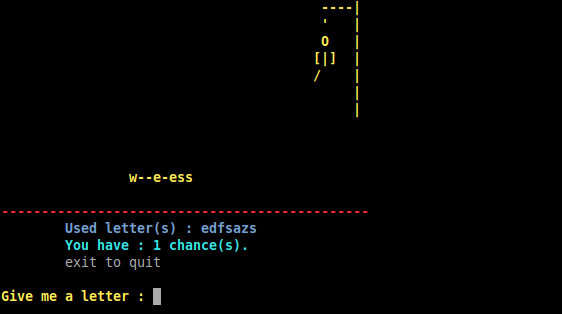 ----|
' |
O |
[|] |
/ |
|
|
w--e-ess
----------------------------------------------
Used letter(s) : edfsazs
You have : 1 chance(s).
exit to quit
Give me a letter :